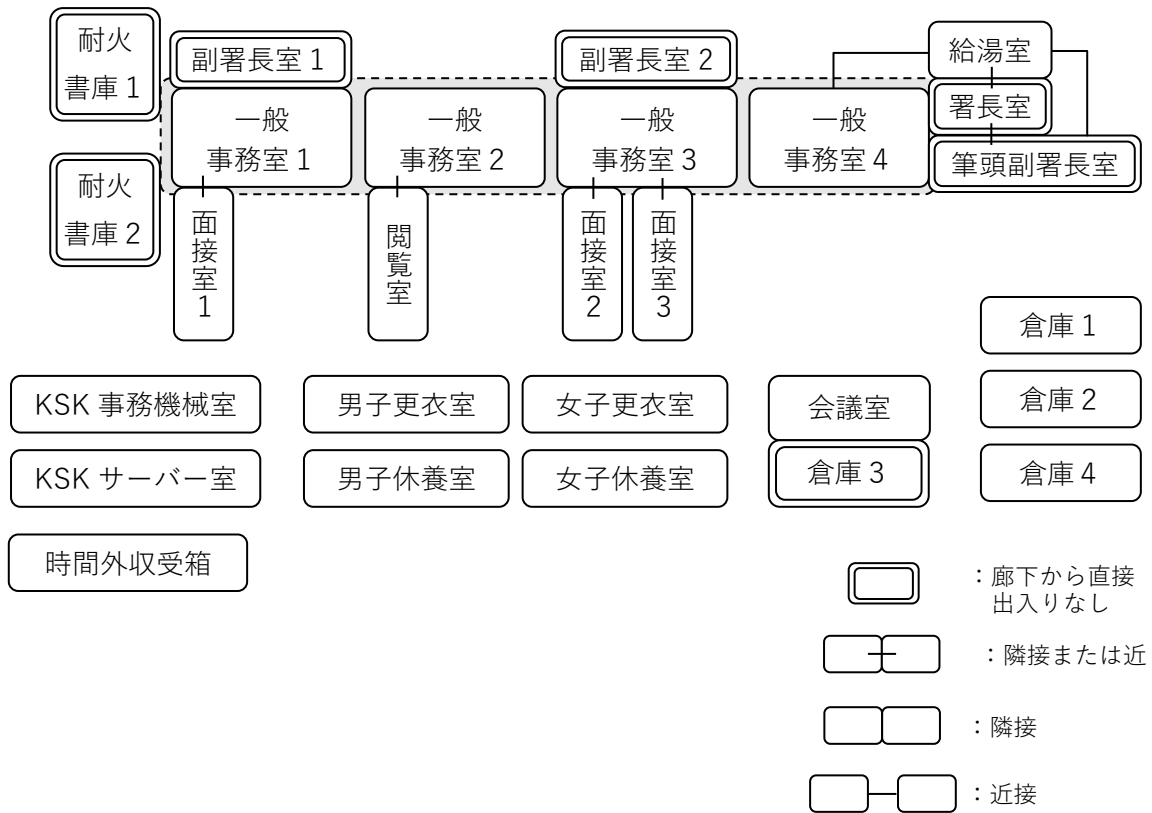 耐火
書庫1
副署長室1
副署長室2
給湯室
署長室
筆頭副署長室
一般
事務室1
一般
事務室2
一般
事務室3
一般
事務室4
耐火
書庫2
面接室1
閲覧室
面接室2
面接室3
倉庫1
KSK 事務機械室
男子更衣室
女子更衣室
会議室
倉庫2
KSK サーバー室
男子休養室
女子休養室
倉庫3
倉庫4
時間外収受箱
：廊下から直接
出入りなし
：隣接または近
：隣接
：近接